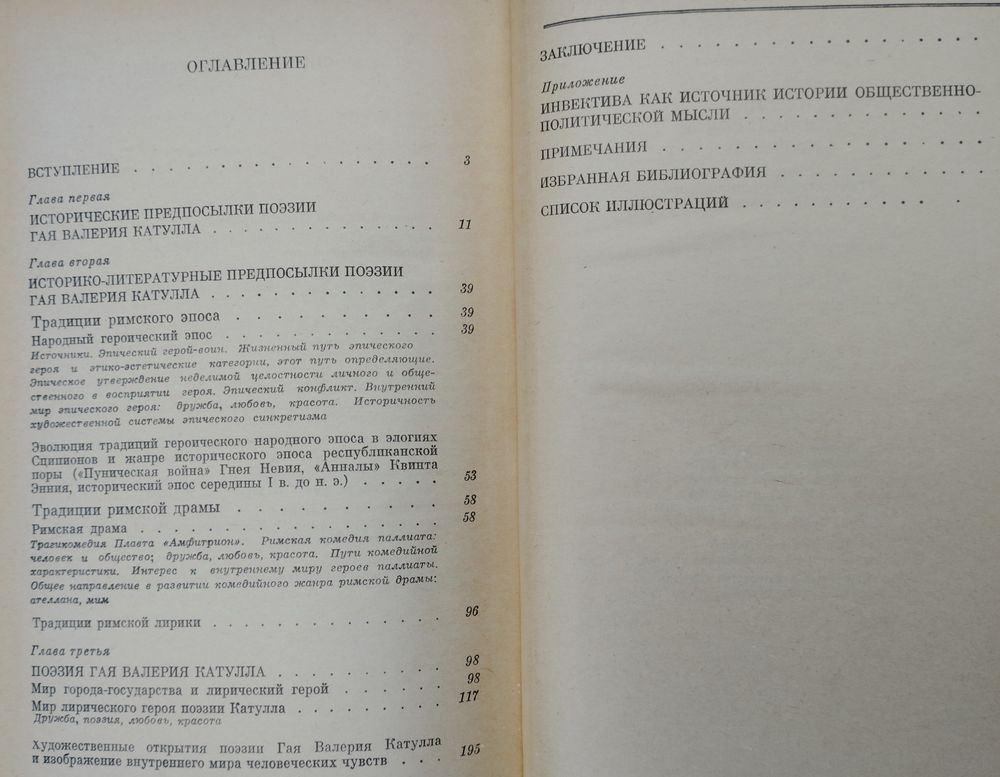 ОГЛАВЛЕНИЕ
ВСТУПЛЕНИЕ . . . . . . . . . . . . . . 3
Глава первая
ИСТОРИЧЕСКИЕ ПРЕДПОСЫЛКИ ПОЭЗИИ
ГАЯ ВАЛЕРИЯ КАТУЛЛА . . . . . . . . . . 11
Глава вторая
ИСТОРИКО-ЛИТЕРАТУРНЫЕ ПРЕДПОСЫЛКИ ПОЭЗИИ
ГАЯ ВАЛЕРИЯ КАТУЛЛА . . . . . . . . . . 39
Традиции римского эпоса . . . . . . . . . 39
Народный героический эпос . . . . . . . . . . 39
Источники. Эпический герой-воин. Жизненный путь эпического
героя и этико-эстетические категории, этот путь определяющие.
Эпическое утверждение неделимой целостности личного и обще-
ственного в восприятии героя. Эпический конфликт. Внутренний
мир эпического героя: дружба, любовь, красота. Историчность
художественной системы эпического синкретизма
Эволюция традиций героического народного эпоса в элогиях
Сципионов и жанре исторического эпоса республиканской
поры («Пуническая война» Гнея Невия, «Анналы» Квинта
Энния, исторический эпос середины I в. до н. э.) . . . . . 53
Традиции римской драмы . . . . . . . . 58
Римская драма . . . . . . . . . . . . . . 58
Трагикомедия Плавта «Амфитрион». Римская комедия паллиата:
человек и общество; дружба, любовь, красота. Пути комедийной
характеристики. Интерес к внутреннему миру героев паллиаты.
Общее направление в развитии комедийного жанра римской драмы:
ателлана, мим
Традиции римской лирики . . . . . . . . . . 96
Глава третья
ПОЭЗИЯ ГАЯ ВАЛЕРИЯ КАТУЛЛА . . . . . . . 98
Мир города-государства и лирический герой . . . . . 98
Мир лирического героя поэзии Катулла . . . . . . . 117
Дружба, поэзия, любовь, красота
Художественные открытия поэзии Гая Валерия Катулла
и изображение внутреннего мира человеческих чувств . . . 195
ЗАКЛЮЧЕНИЕ . . . . . . . . . . . . . .
Приложение
ИНВЕКТИВА КАК ИСТОЧНИК ИСТОРИИ ОБЩЕСТВЕННО-
ПОЛИТИЧЕСКОЙ МЫСЛИ . . . . . . . . . . .
ПРИМЕЧАНИЯ . . . . . . . . . . . . . .
ИЗБРАННАЯ БИБЛИОГРАФИЯ . . . . . . . . . .
СПИСОК ИЛЛЮСТРАЦИЙ . . . . . . . . . . .